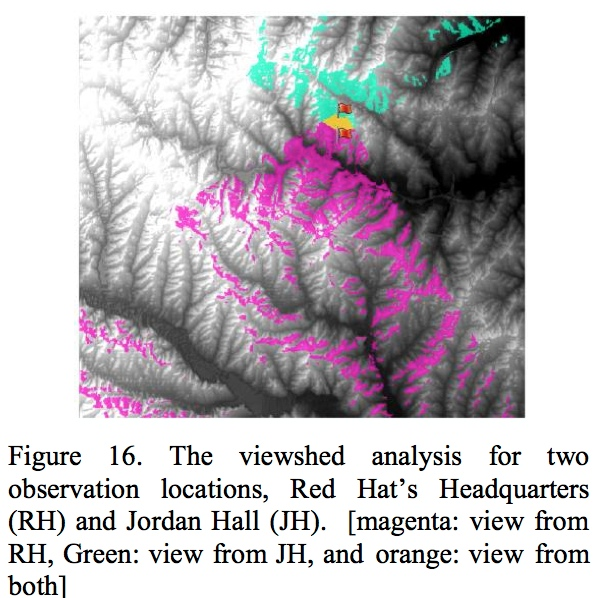 Figure 16. The viewshed analysis for two
observation locations, Red Hat’s Headquarters
(RH) and Jordan Hall (JH). [magenta: view from
RH, Green: view from JH, and orange: view from
both]